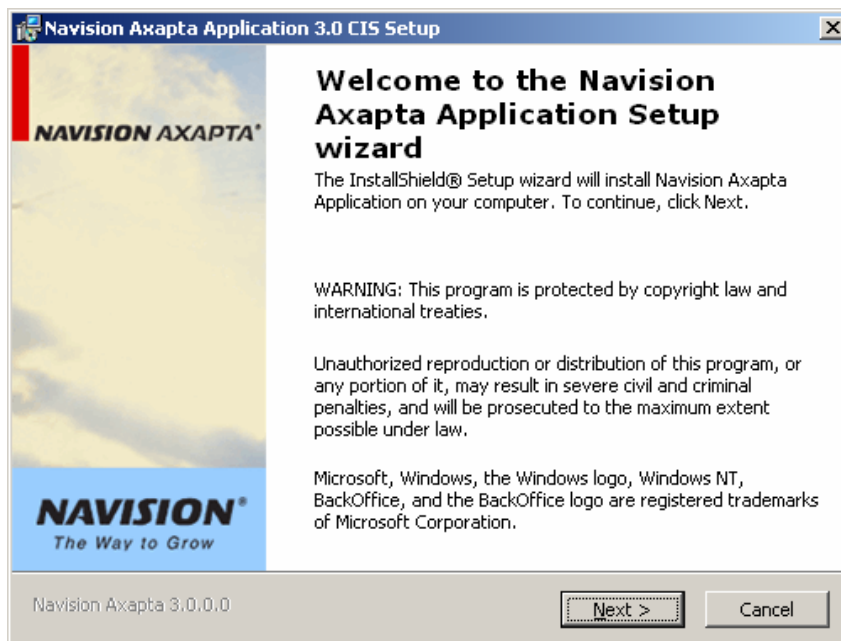 Navision Axapta Application 3.0 CIS Setup
NAVISION AXAPTA®
Welcome to the Navision
Axapta Application Setup
wizard
The InstallShield® Setup wizard will install Navision Axapta
Application on your computer. To continue, click Next.
WARNING: This program is protected by copyright law and
international treaties.
Unauthorized reproduction or distribution of this program, or
any portion of it, may result in severe civil and criminal
penalties, and will be prosecuted to the maximum extent
possible under law.
Microsoft, Windows, the Windows logo, Windows NT,
BackOffice, and the BackOffice logo are registered trademarks
of Microsoft Corporation.
NAVISION®
The Way to Grow
Navision Axapta 3.0.0.0
Next >
Cancel